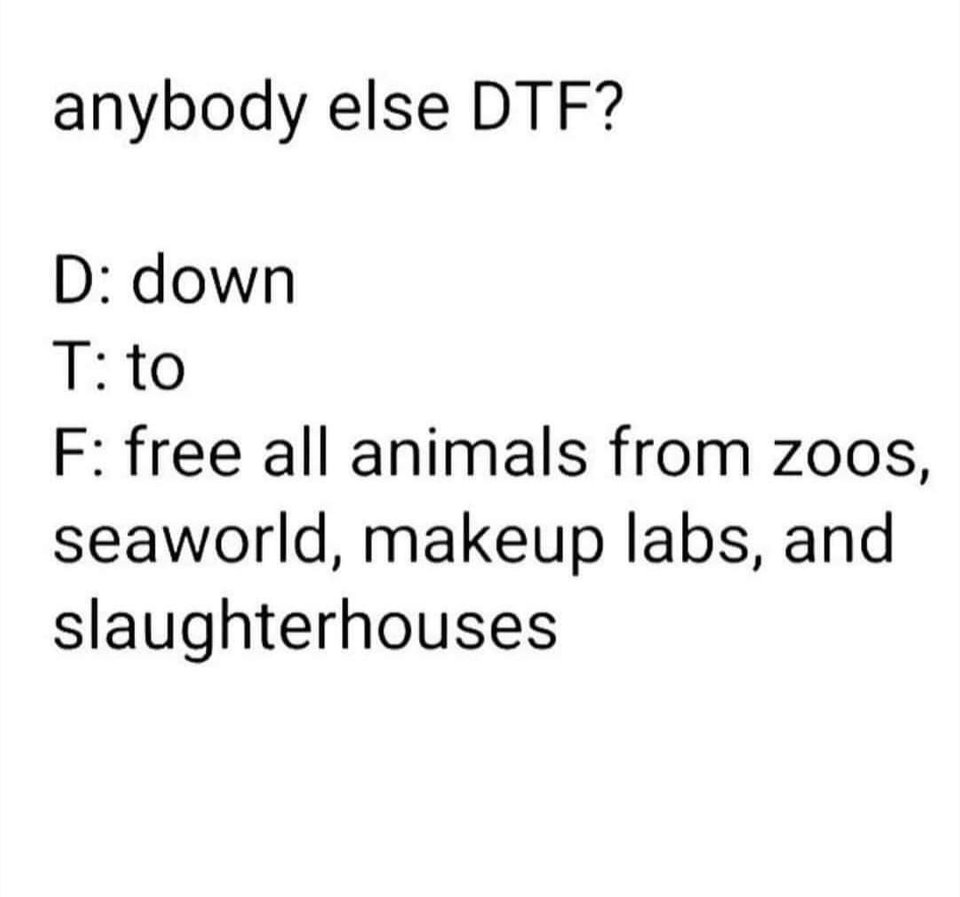 anybody else DTF?
D: down
T: to
F: free all animals from zoos,
seaworld, makeup labs, and
slaughterhouses